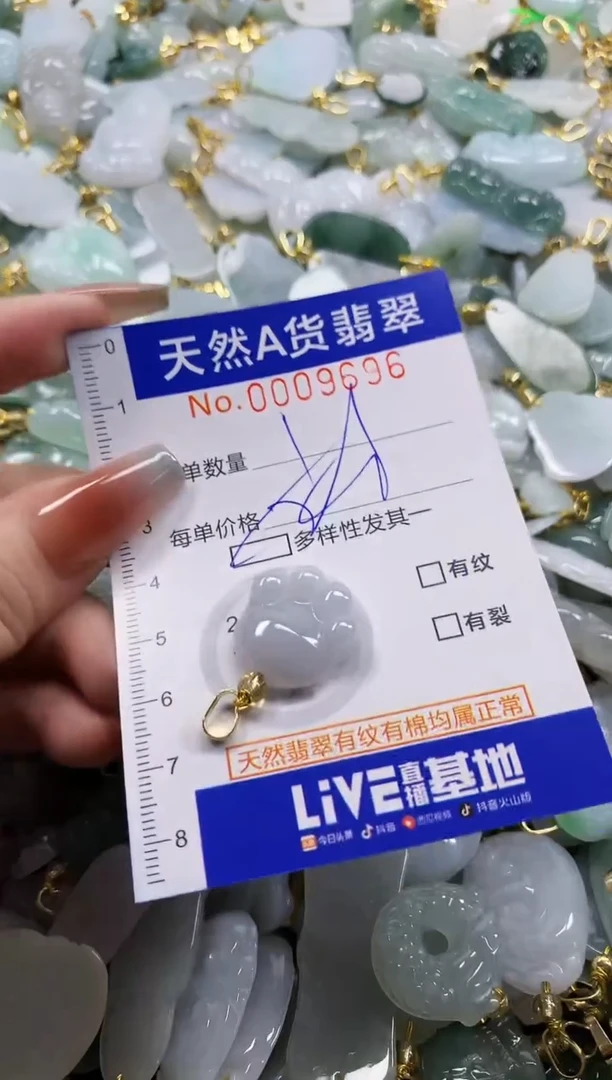 天然A货翡翠
No.0009696
单数量
每单价格
多样性发其一
有纹
2
有裂
天然翡翠有纹有棉均属正常
LiVE直播基地
今日头条 抖音 西瓜视频 抖音火山版
0
1
3
4
5
6
7
8